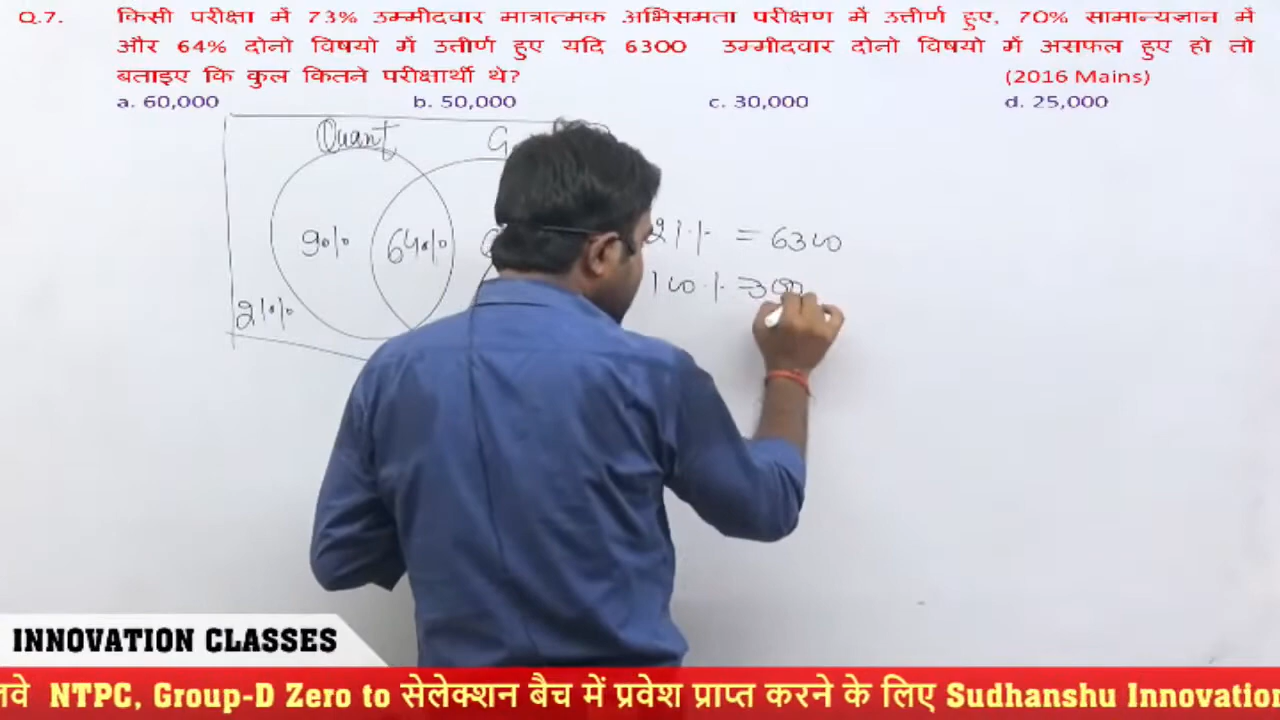 Q.7. किसी परीक्षा में 73% उम्मीदवार मात्रात्मक अभिसमता परीक्षण में उत्तीर्ण हुए, 70% सामान्यज्ञान में
और 64% दोनो विषयो में उत्तीर्ण हुए यदि 6300 उम्मीदवार दोनो विषयो में असफल हुए हो तो
बताइए कि कुल कितने परीक्षार्थी थे? (2016 Mains)
a. 60,000 b. 50,000 c. 30,000 d. 25,000
Quant G
9% 64% 21% = 6300
100% = 300
21%
INNOVATION CLASSES
NTPC, Group-D Zero to सेलेक्शन बैच में प्रवेश प्राप्त करने के लिए Sudhanshu Innovation